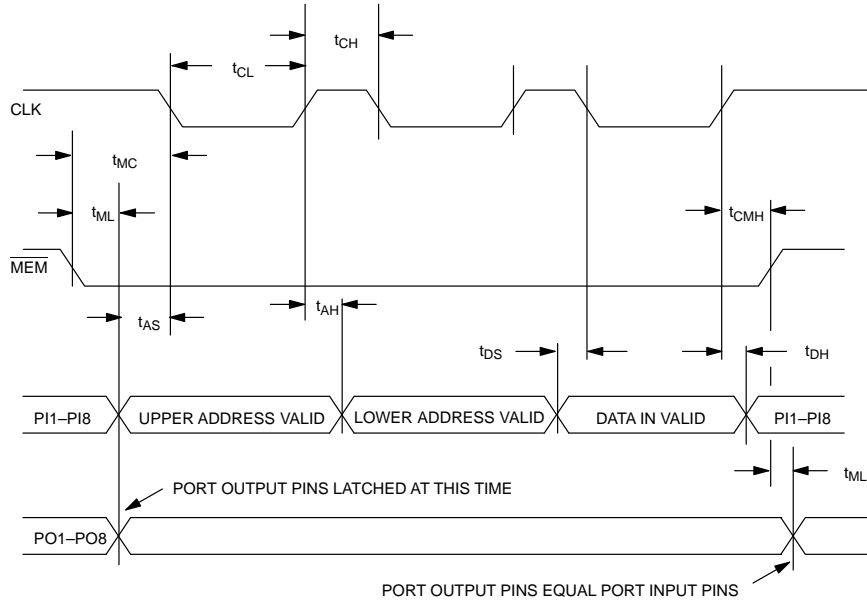 tCH
tCL
CLK
tMC
tML
tCMH
MEM
tAS
tAH
tDS
tDH
PI1–PI8
UPPER ADDRESS VALID
LOWER ADDRESS VALID
DATA IN VALID
PI1–PI8
tML
PORT OUTPUT PINS LATCHED AT THIS TIME
PO1–PO8
PORT OUTPUT PINS EQUAL PORT INPUT PINS